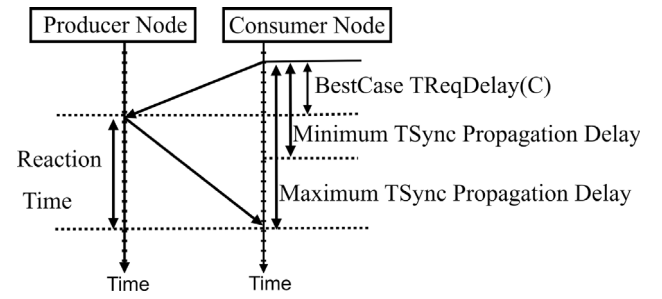 Producer Node
Consumer Node
BestCase TReqDelay(C)
Minimum TSync Propagation Delay
Reaction
Time
Maximum TSync Propagation Delay
Time
Time